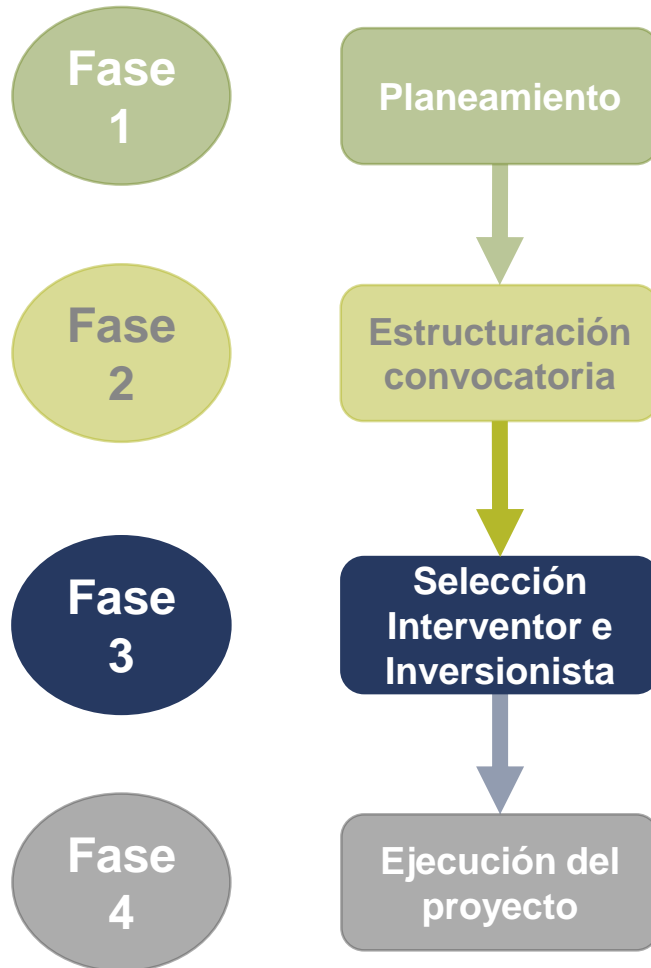 Fase
1
Planeamiento
Fase
2
Estructuración
convocatoria
Fase
3
Selección
Interventor e
Inversionista
Fase
4
Ejecución del
proyecto